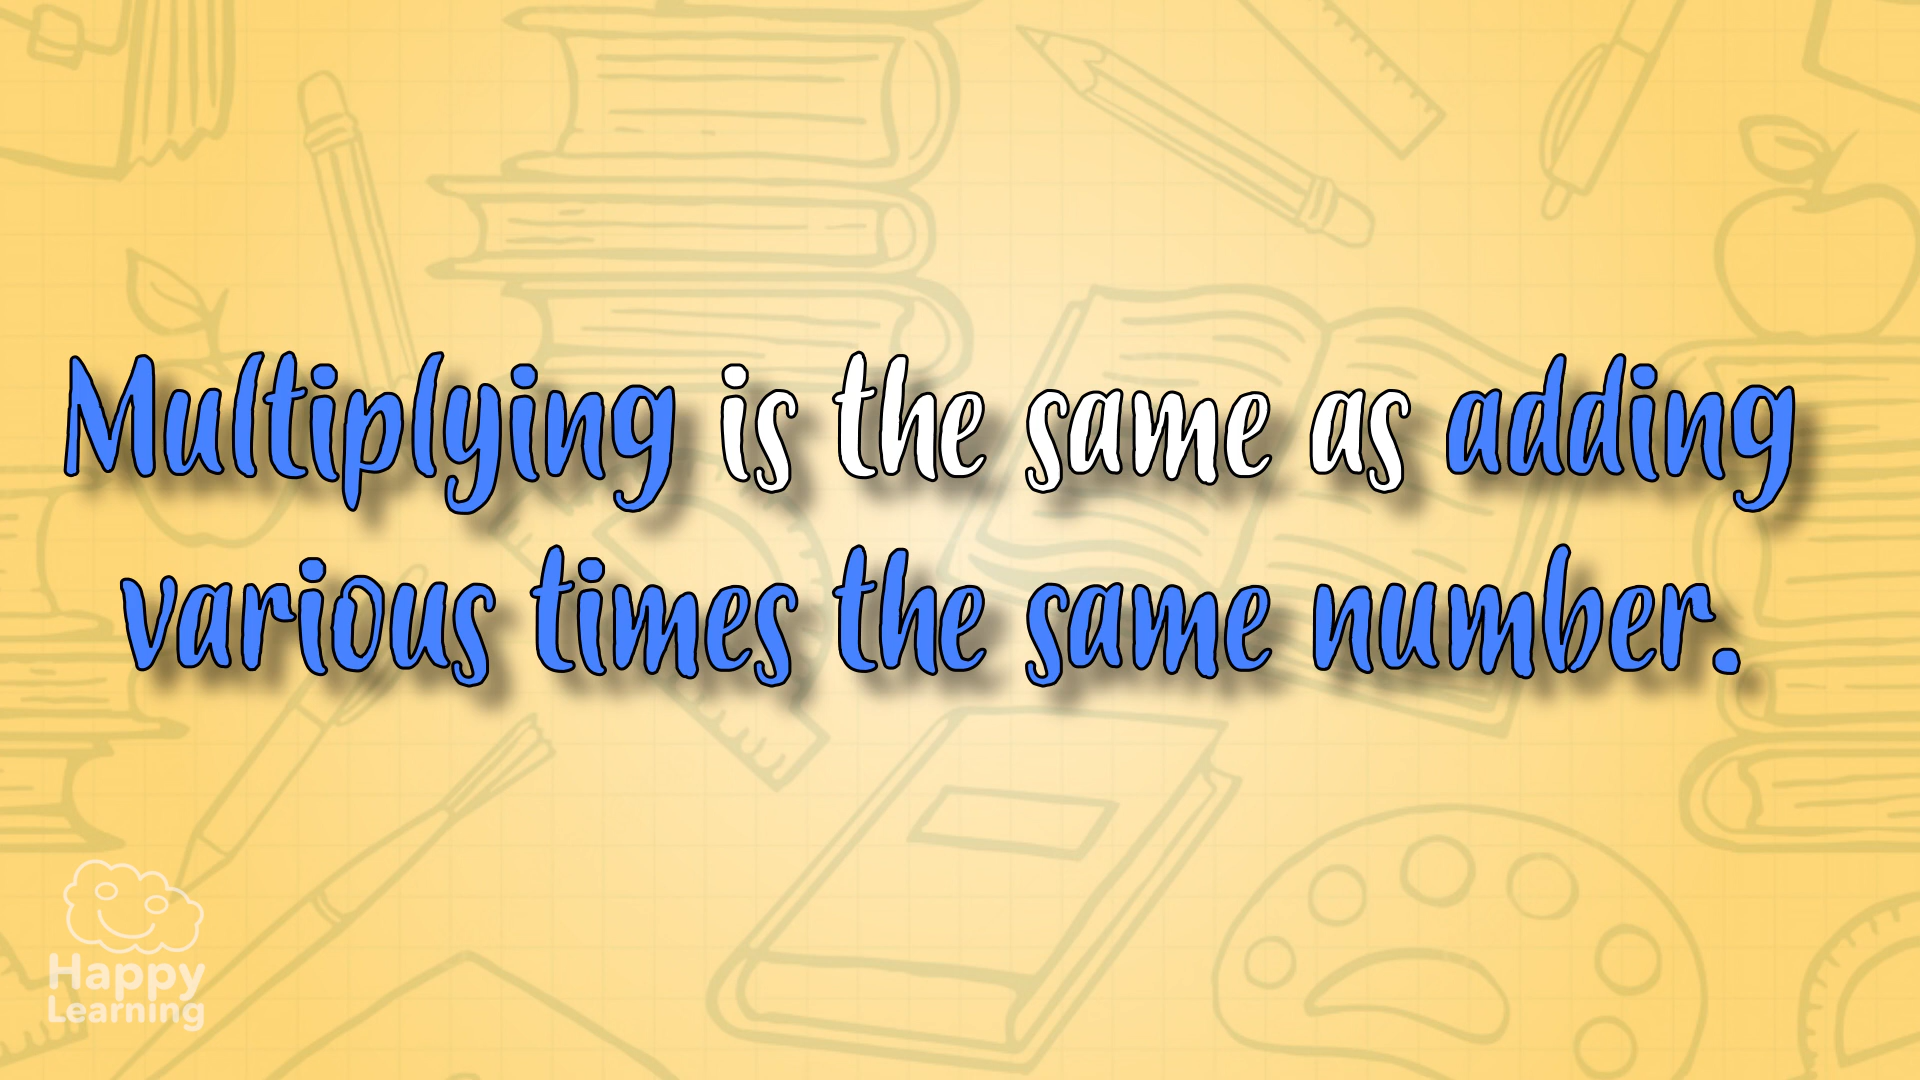 Multiplying is the same as adding
various times the same number.
Happy
Learning